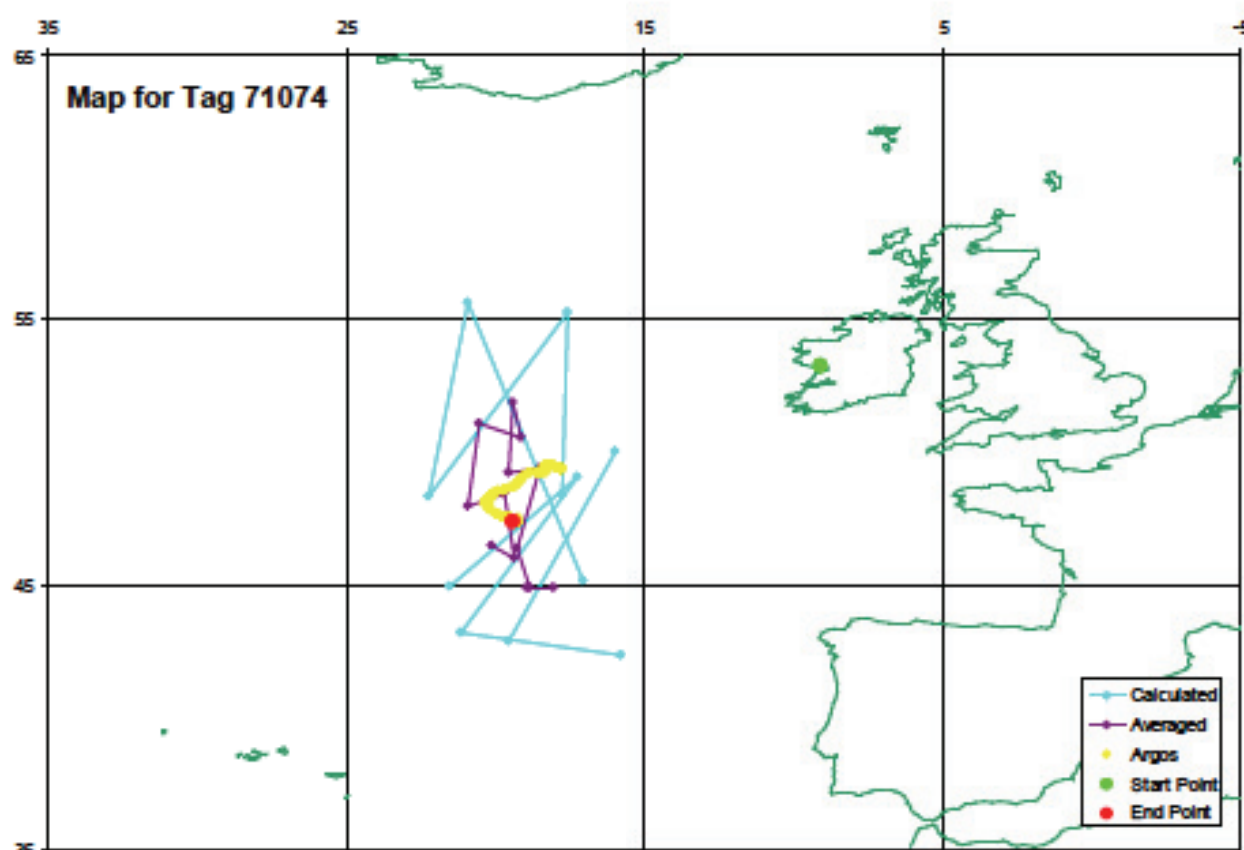 35 25 15 5 -5
65
Map for Tag 71074
55
45
Calculated
Averaged
Argos
Start Point
End Point
35